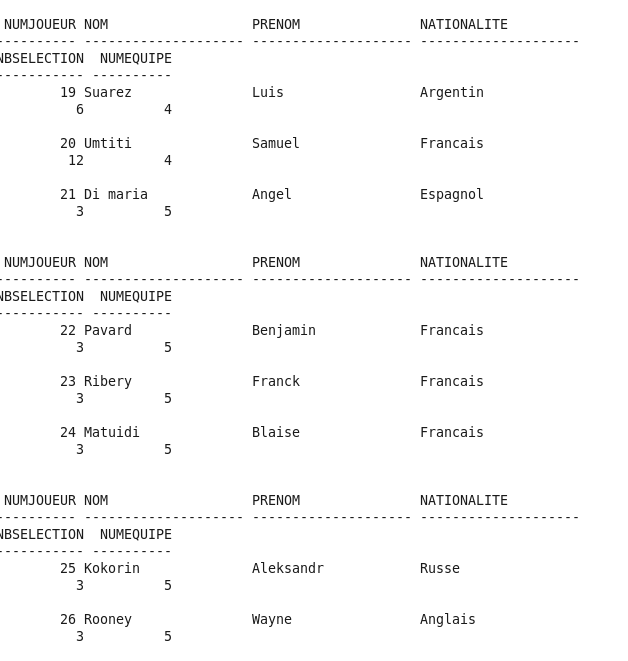 NUMJOUEUR NOM                  PRENOM               NATIONALITE
---------- -------------------- -------------------- --------------------
NBSELECTION  NUMEQUIPE
----------- ----------
        19 Suarez               Luis                 Argentin
          6          4
        20 Umtiti               Samuel               Francais
         12          4
        21 Di maria             Angel                Espagnol
          3          5
NUMJOUEUR NOM                  PRENOM               NATIONALITE
---------- -------------------- -------------------- --------------------
NBSELECTION  NUMEQUIPE
----------- ----------
        22 Pavard               Benjamin             Francais
          3          5
        23 Ribery               Franck               Francais
          3          5
        24 Matuidi              Blaise               Francais
          3          5
NUMJOUEUR NOM                  PRENOM               NATIONALITE
---------- -------------------- -------------------- --------------------
NBSELECTION  NUMEQUIPE
----------- ----------
        25 Kokorin              Aleksandr            Russe
          3          5
        26 Rooney               Wayne                Anglais
          3          5